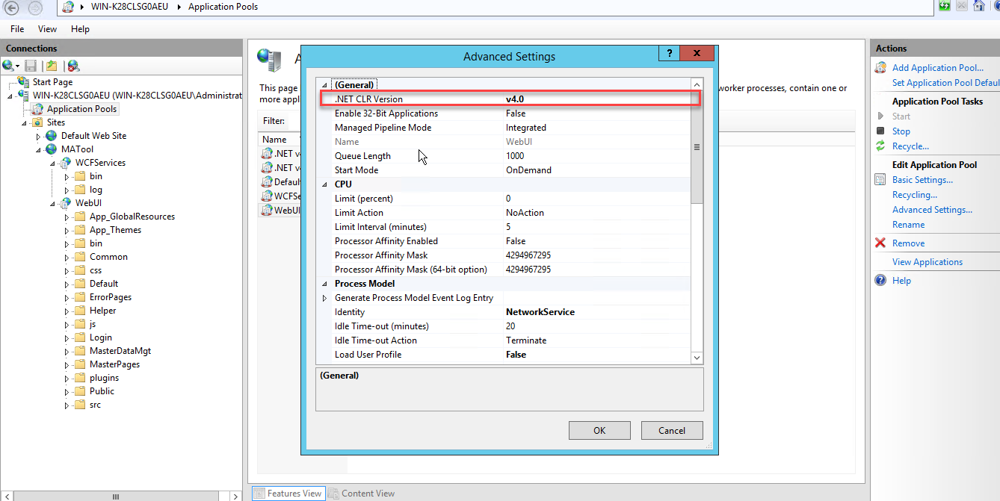 WIN-K28CLSG0AEU Application Pools
File View Help
Connections
Start Page
WIN-K28CLSG0AEU (WIN-K28CLSG0AEU\Administrat
Application Pools
Sites
Default Web Site
MATool
WCFServices
bin
log
WebUI
App_GlobalResources
App_Themes
bin
Common
css
Default
ErrorPages
Helper
js
Login
MasterDataMgt
MasterPages
plugins
Public
src
A
This page
more appl
worker processes, contain one or
Filter:
Name
.NET v4
.NET v4
Default
WCFSe
WebUI
Advanced Settings
?
(General)
.NET CLR Version v4.0
Enable 32-Bit Applications False
Managed Pipeline Mode Integrated
Name WebUI
Queue Length 1000
Start Mode OnDemand
CPU
Limit (percent) 0
Limit Action NoAction
Limit Interval (minutes) 5
Processor Affinity Enabled False
Processor Affinity Mask 4294967295
Processor Affinity Mask (64-bit option) 4294967295
Process Model
Generate Process Model Event Log Entry
Identity NetworkService
Idle Time-out (minutes) 20
Idle Time-out Action Terminate
Load User Profile False
(General)
OK Cancel
Features View Content View
Actions
Add Application Pool...
Set Application Pool Defaul
Application Pool Tasks
Start
Stop
Recycle...
Edit Application Pool
Basic Settings...
Recycling...
Advanced Settings...
Rename
Remove
View Applications
Help